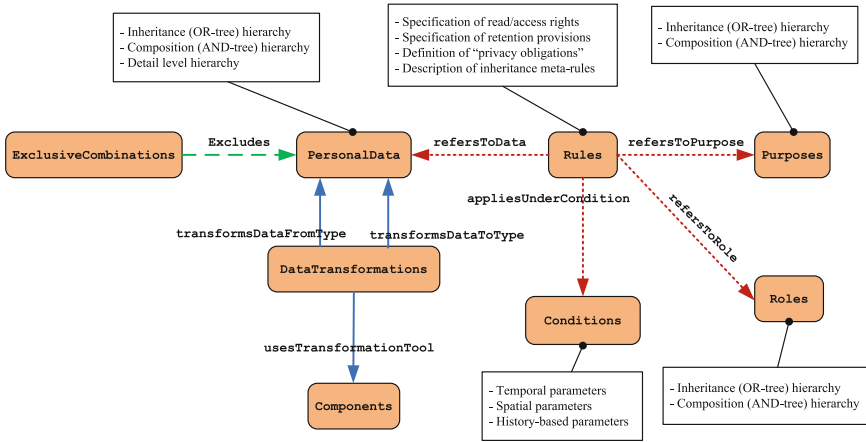 - Inheritance (OR-tree) hierarchy
- Composition (AND-tree) hierarchy
- Detail level hierarchy
- Specification of read/access rights
- Specification of retention provisions
- Definition of “privacy obligations”
- Description of inheritance meta-rules
- Inheritance (OR-tree) hierarchy
- Composition (AND-tree) hierarchy
ExclusiveCombinations
Excludes
PersonalData
refersToData
Rules
refersToPurpose
Purposes
appliesUnderCondition
refersToRole
transformsDataFromType
transformsDataToType
DataTransformations
Roles
Conditions
usesTransformationTool
Components
- Temporal parameters
- Spatial parameters
- History-based parameters
- Inheritance (OR-tree) hierarchy
- Composition (AND-tree) hierarchy